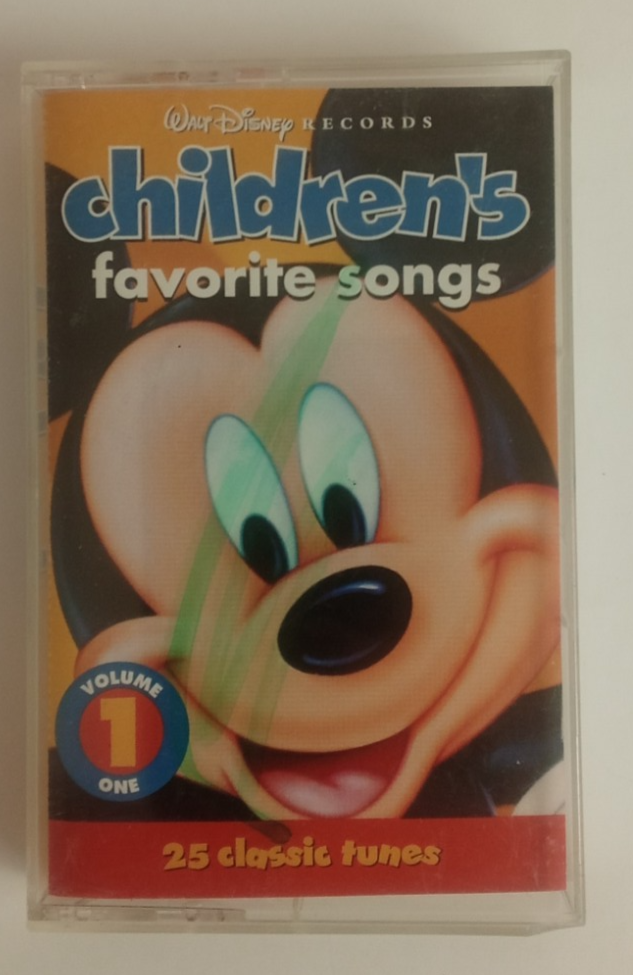 Walt Disney RECORDS
children's
favorite songs
VOLUME
1
ONE
25 classic tunes